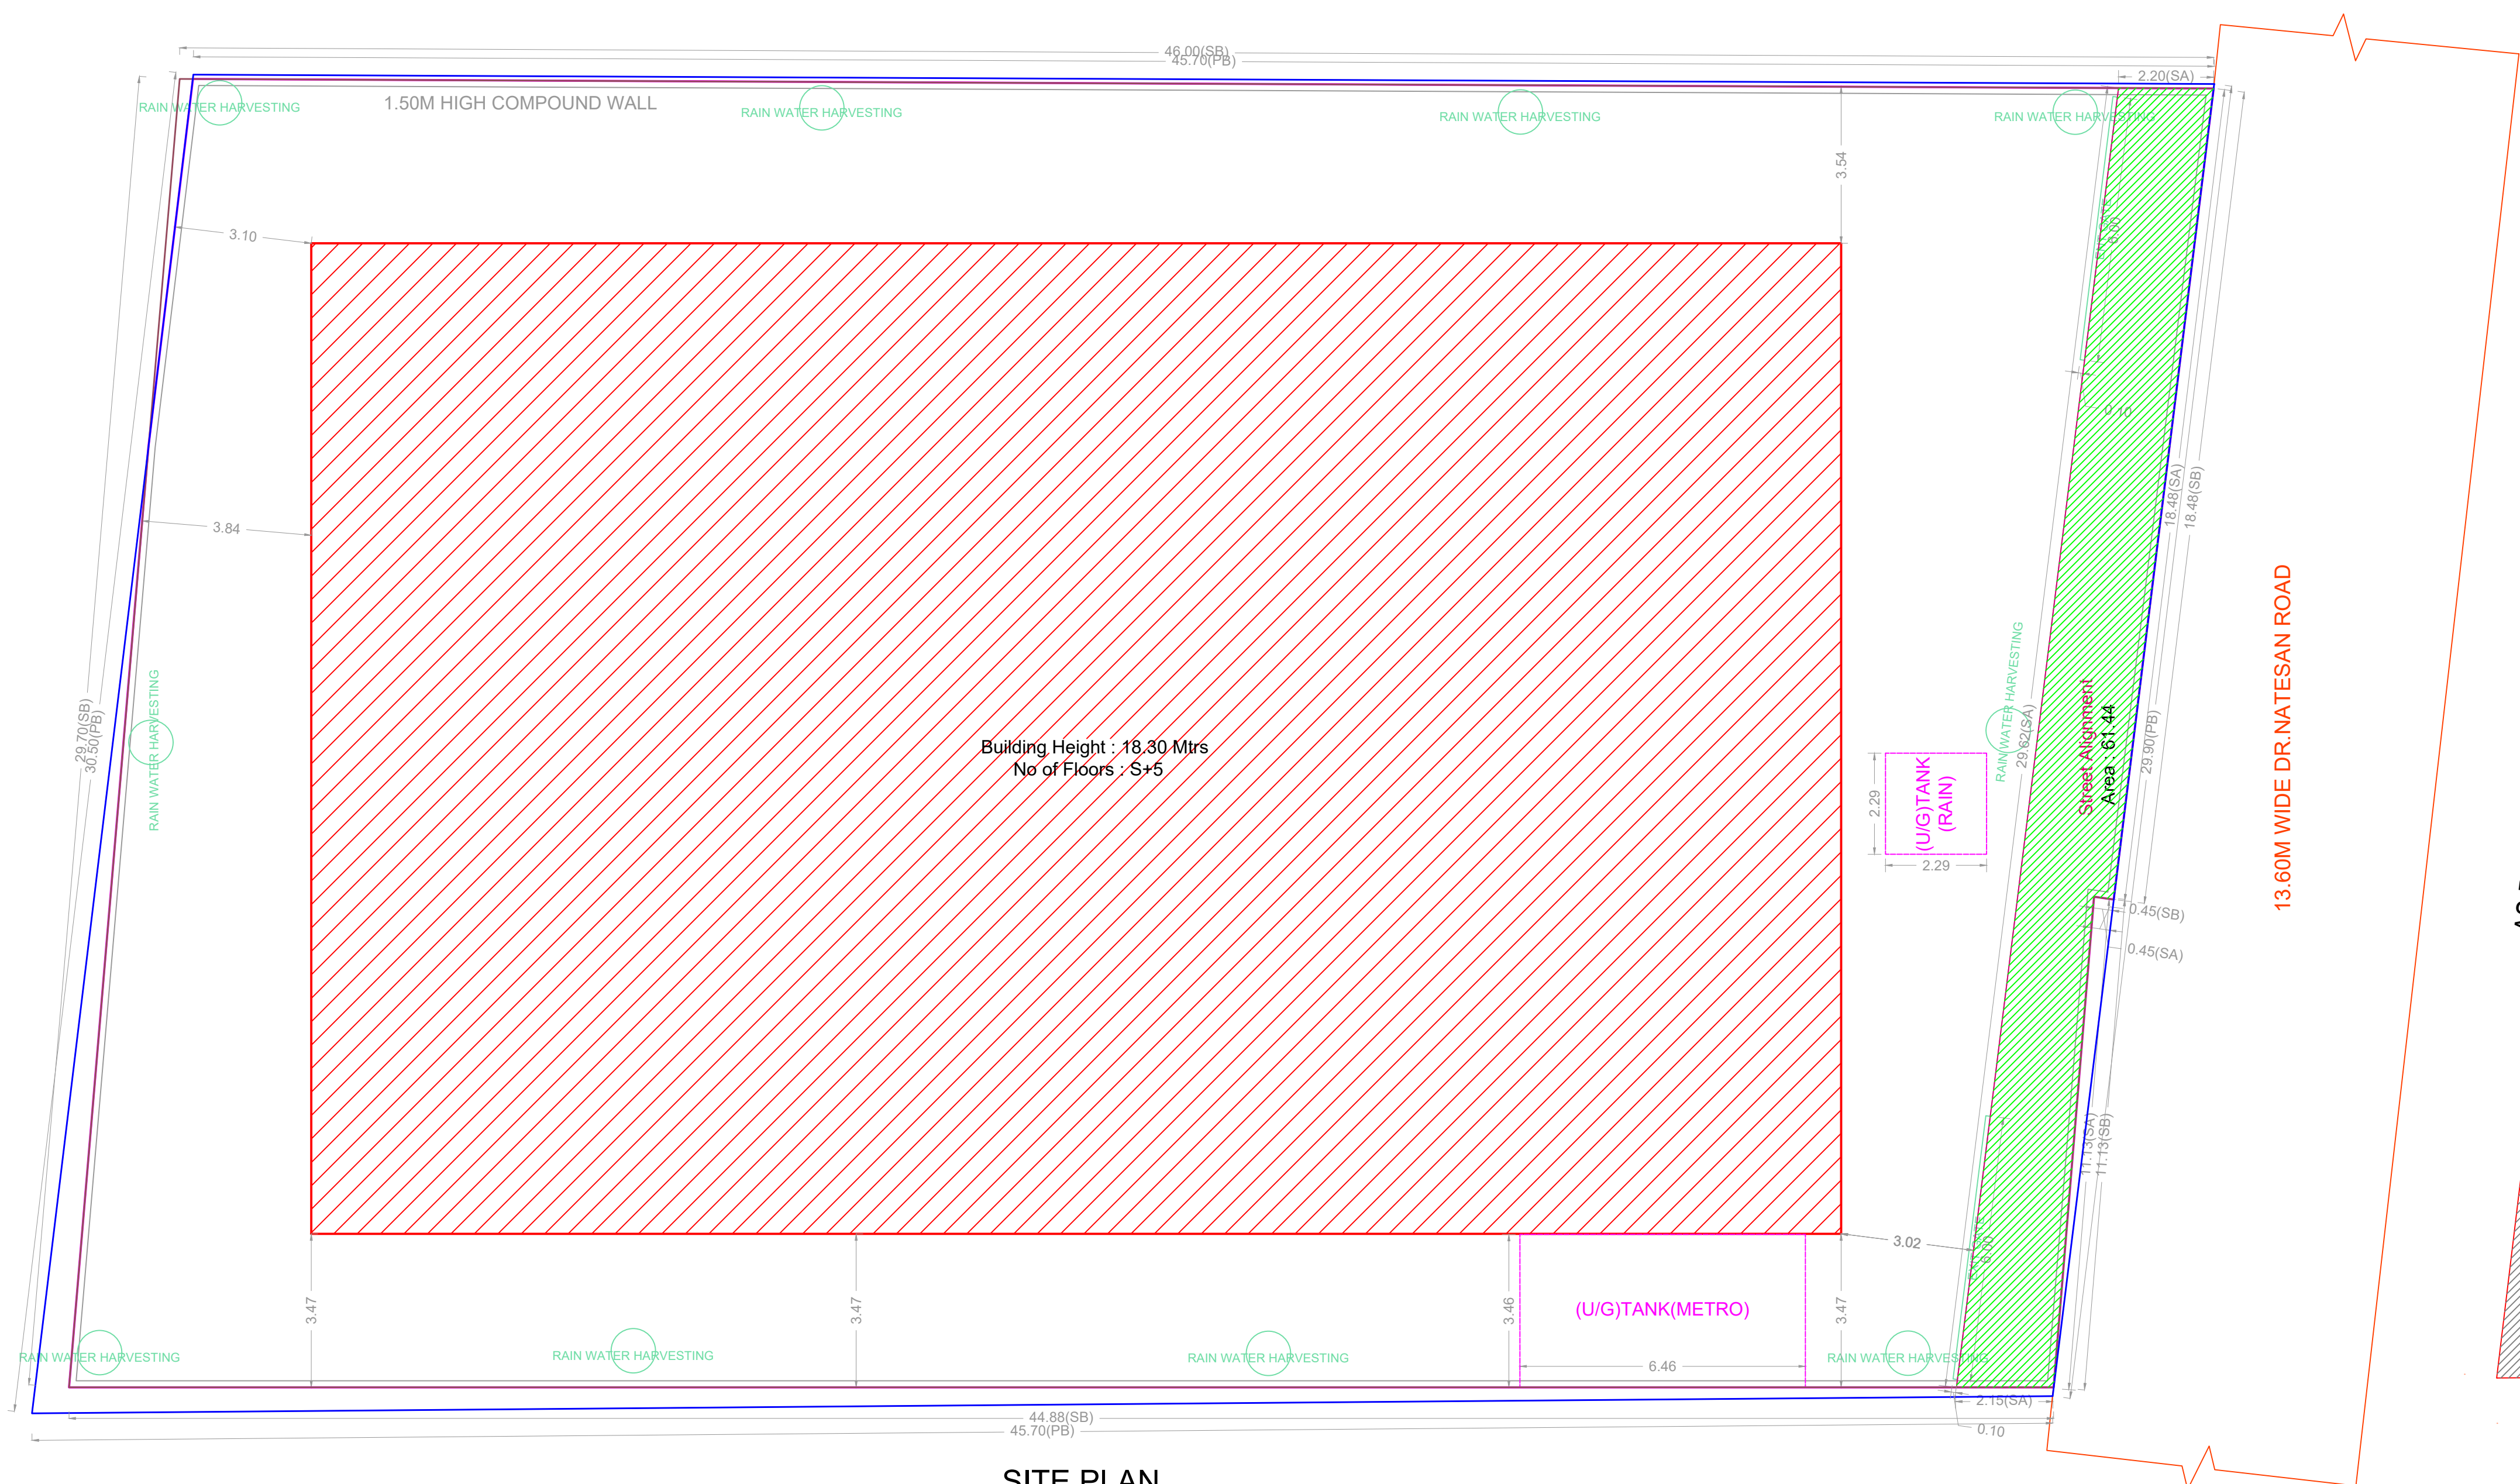 46.00(SB)
45.70(PB)
2.20(SA)
RAIN WATER HARVESTING
1.50M HIGH COMPOUND WALL
RAIN WATER HARVESTING
RAIN WATER HARVESTING
RAIN WATER HARVESTING
3.54
3.10
6.00
0.10
3.84
18.48(SA)
18.48(SB)
13.60M WIDE DR.NATESAN ROAD
29.70(SB)
30.50(PB)
RAIN WATER HARVESTING
Building Height : 18.30 Mtrs
No of Floors : S+5
RAIN WATER HARVESTING
29.62(SA)
Street Alignment
Area : 61.44
29.90(PB)
2.29
(U/G)TANK
(RAIN)
2.29
0.45(SB)
0.45(SA)
11.13(SA)
11.13(SB)
3.02
6.00
3.47
3.47
3.46
3.47
(U/G)TANK(METRO)
6.46
RAIN WATER HARVESTING
RAIN WATER HARVESTING
RAIN WATER HARVESTING
RAIN WATER HARVESTING
2.15(SA)
0.10
44.88(SB)
45.70(PB)
SITE PLAN